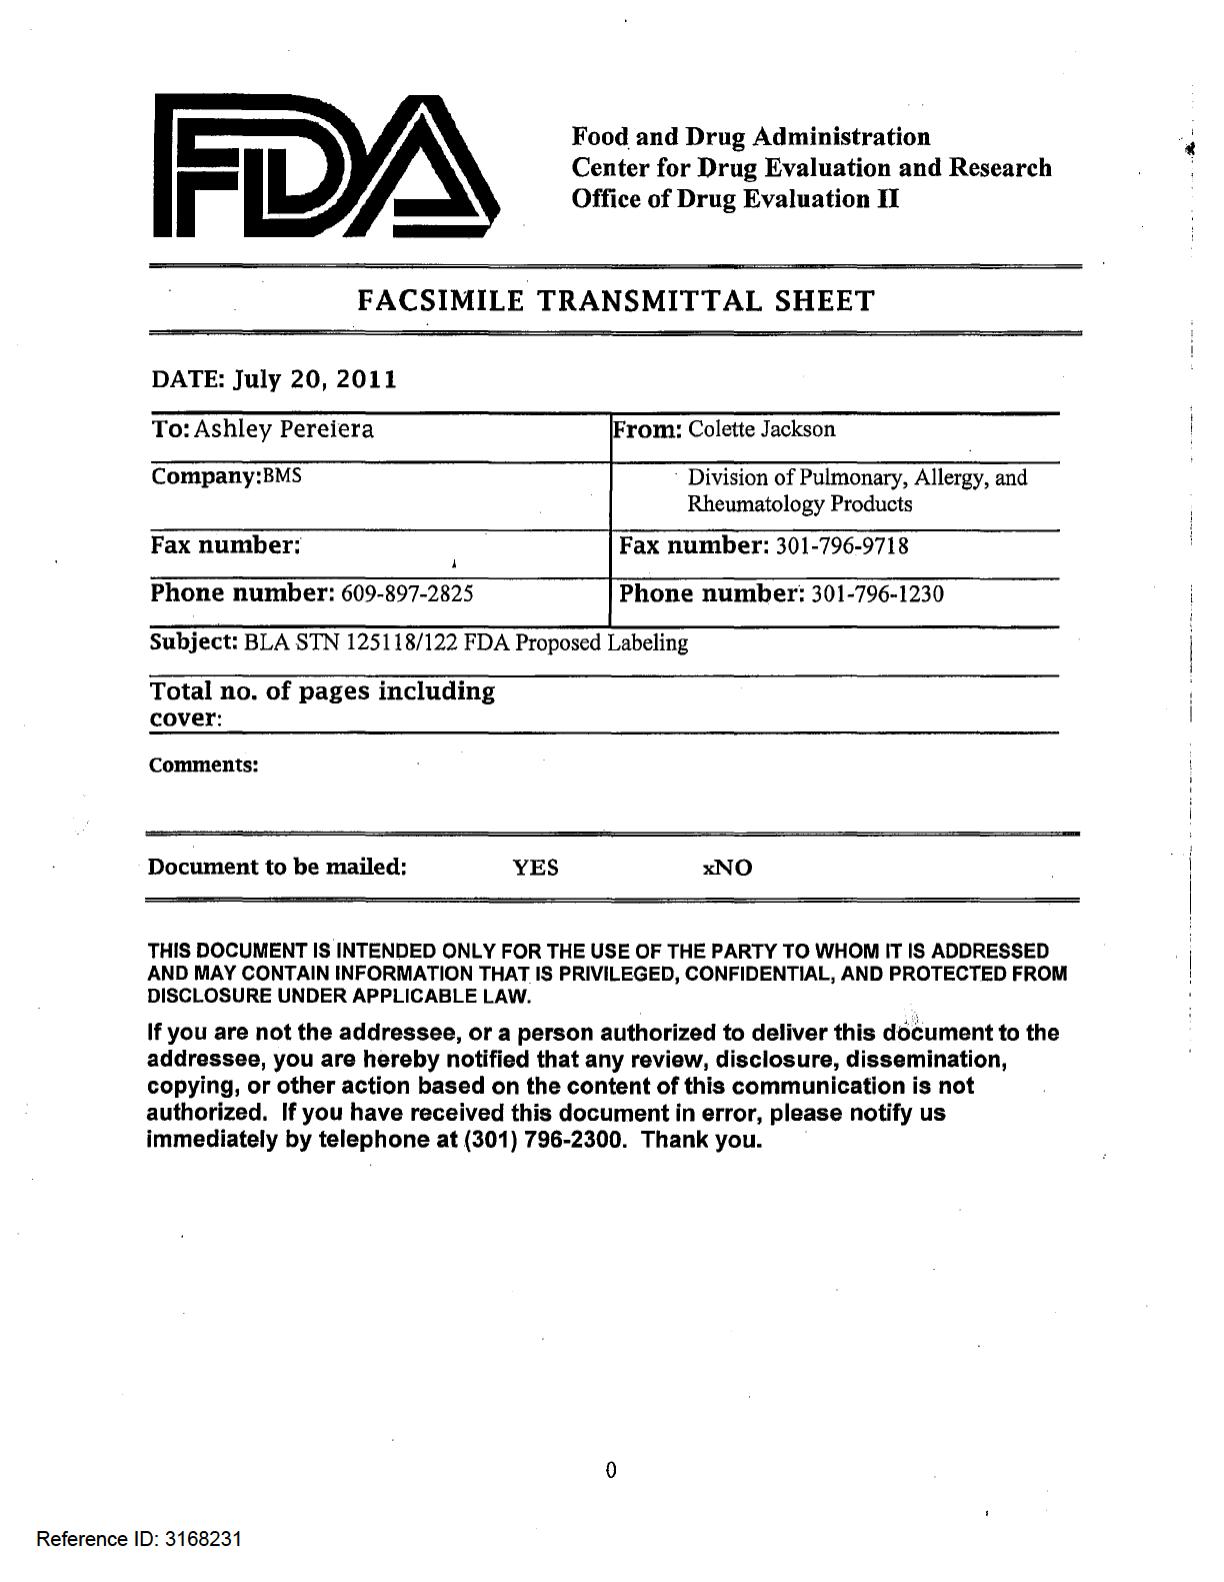 FDA
Food and Drug Administration
Center for Drug Evaluation and Research
Office of Drug Evaluation II
FACSIMILE TRANSMITTAL SHEET
DATE: July 20, 2011
To: Ashley Pereiera
From: Colette Jackson
Company:BMS
Division of Pulmonary, Allergy, and
Rheumatology Products
Fax number:
Fax number: 301-796-9718
Phone number: 609-897-2825
Phone number: 301-796-1230
Subject: BLA STN 125118/122 FDA Proposed Labeling
Total no. of pages including
cover:
Comments:
Document to be mailed: YES xNO
THIS DOCUMENT IS INTENDED ONLY FOR THE USE OF THE PARTY TO WHOM IT IS ADDRESSED
AND MAY CONTAIN INFORMATION THAT IS PRIVILEGED, CONFIDENTIAL, AND PROTECTED FROM
DISCLOSURE UNDER APPLICABLE LAW.
If you are not the addressee, or a person authorized to deliver this document to the
addressee, you are hereby notified that any review, disclosure, dissemination,
copying, or other action based on the content of this communication is not
authorized. If you have received this document in error, please notify us
immediately by telephone at (301) 796-2300. Thank you.
0
Reference ID: 3168231